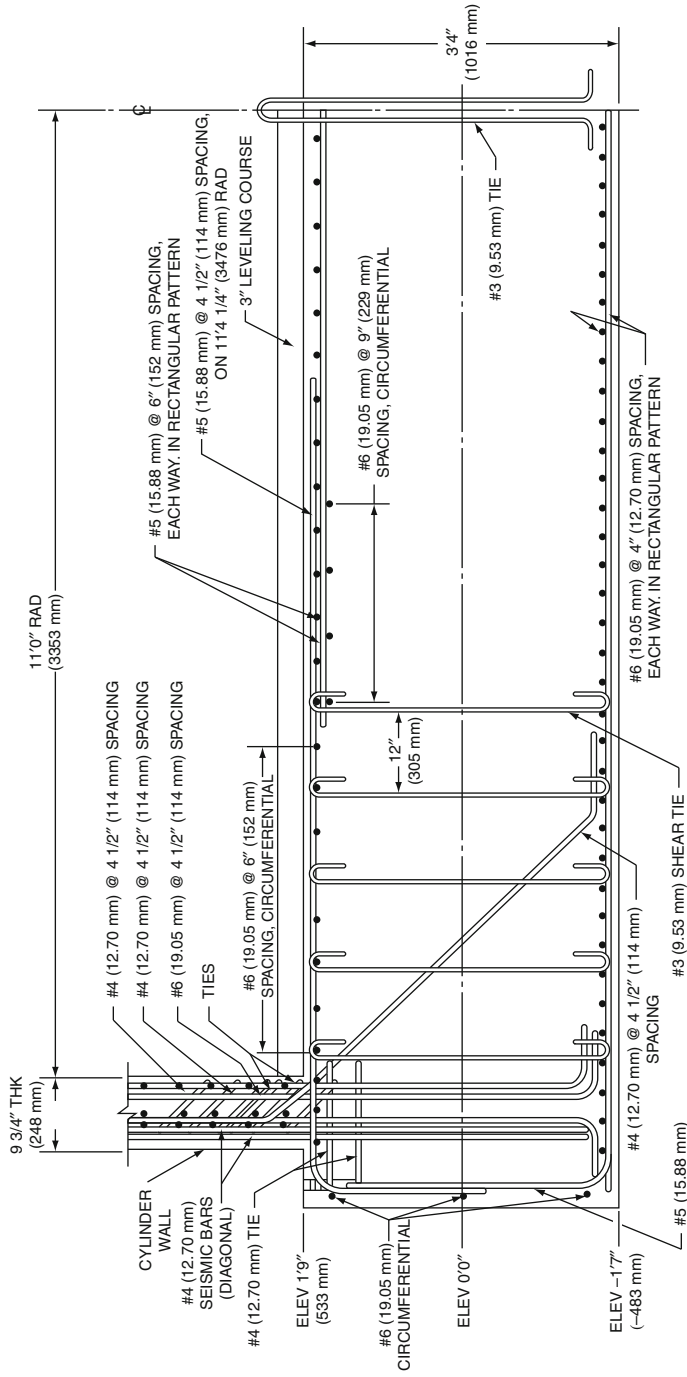 11′0″ RAD
(3353 mm)
9 3/4″ THK
(248 mm)
#4 (12.70 mm) @ 4 1/2″ (114 mm) SPACING
#4 (12.70 mm) @ 4 1/2″ (114 mm) SPACING
#6 (19.05 mm) @ 4 1/2″ (114 mm) SPACING
TIES
#6 (19.05 mm) @ 6″ (152 mm)
SPACING, CIRCUMFERENTIAL
#5 (15.88 mm) @ 6″ (152 mm) SPACING,
EACH WAY. IN RECTANGULAR PATTERN
#5 (15.88 mm) @ 4 1/2″ (114 mm) SPACING,
ON 11′4 1/4″ (3476 mm) RAD
3″ LEVELING COURSE
CL
CYLINDER
WALL
#4 (12.70 mm)
SEISMIC BARS
(DIAGONAL)
#4 (12.70 mm) TIE
ELEV 1′9″
(533 mm)
#6 (19.05 mm)
CIRCUMFERENTIAL
ELEV 0′0″
ELEV –1′7″
(–483 mm)
12″
(305 mm)
#6 (19.05 mm) @ 9″ (229 mm)
SPACING, CIRCUMFERENTIAL
#3 (9.53 mm) TIE
3′4″
(1016 mm)
#5 (15.88 mm)
#4 (12.70 mm) @ 4 1/2″ (114 mm)
SPACING
#3 (9.53 mm) SHEAR TIE
#6 (19.05 mm) @ 4″ (12.70 mm) SPACING,
EACH WAY. IN RECTANGULAR PATTERN